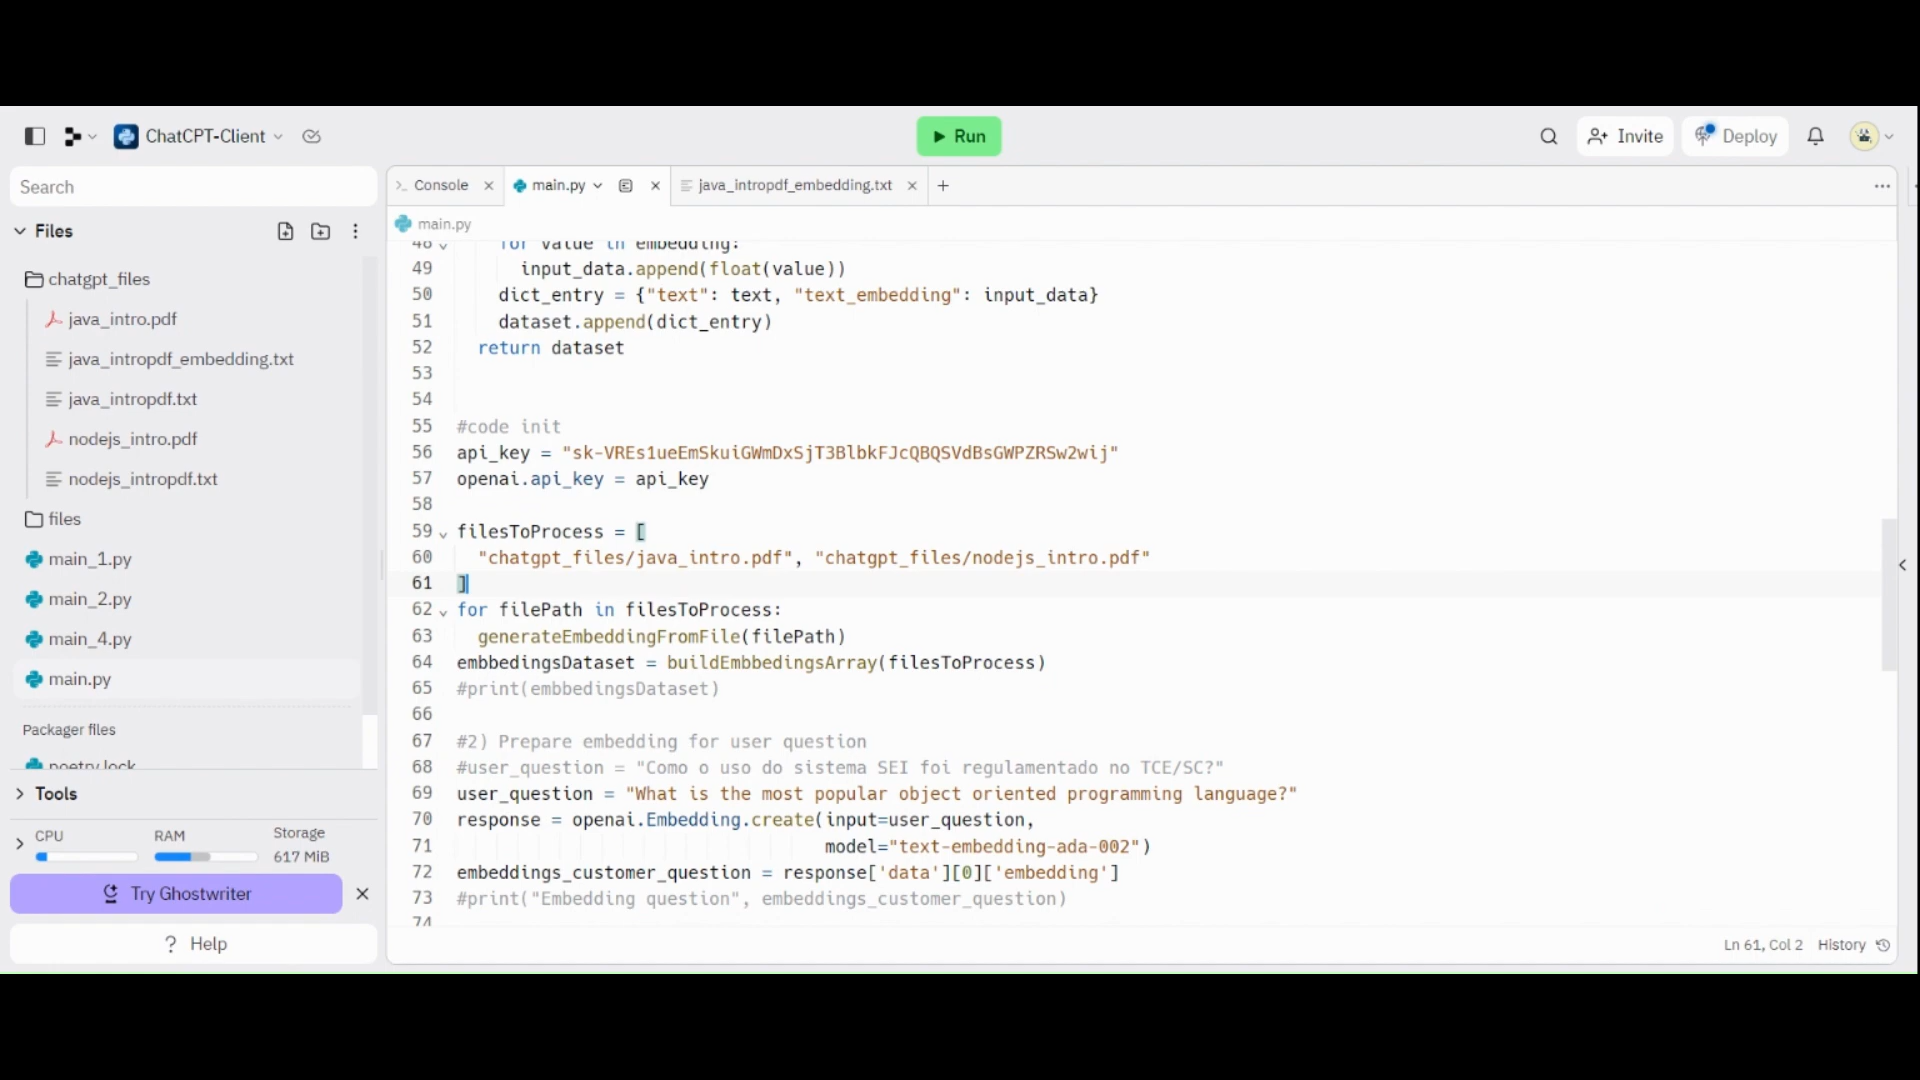 ChatCPT-Client
Run
Invite
Deploy
Search
Console
main.py
java_intropdf_embedding.txt
main.py
Files
chatgpt_files
java_intro.pdf
java_intropdf_embedding.txt
java_intropdf.txt
nodejs_intro.pdf
nodejs_intropdf.txt
files
main_1.py
main_2.py
main_4.py
main.py
Packager files
poetry.lock
Tools
CPU
RAM
Storage
617 MiB
Try Ghostwriter
? Help
48 for value in embedding:
49 input_data.append(float(value))
50 dict_entry = {"text": text, "text_embedding": input_data}
51 dataset.append(dict_entry)
52 return dataset
53
54
55 #code init
56 api_key = "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"
57 openai.api_key = api_key
58
59 filesToProcess = [
60 "chatgpt_files/java_intro.pdf", "chatgpt_files/nodejs_intro.pdf"
61 ]
62 for filePath in filesToProcess:
63 generateEmbeddingFromFile(filePath)
64 embbedingsDataset = buildEmbbedingsArray(filesToProcess)
65 #print(embbedingsDataset)
66
67 #2) Prepare embedding for user question
68 #user_question = "Como o uso do sistema SEI foi regulamentado no TCE/SC?"
69 user_question = "What is the most popular object oriented programming language?"
70 response = openai.Embedding.create(input=user_question,
71 model="text-embedding-ada-002")
72 embeddings_customer_question = response['data'][0]['embedding']
73 #print("Embedding question", embeddings_customer_question)
74
Ln 61, Col 2 History